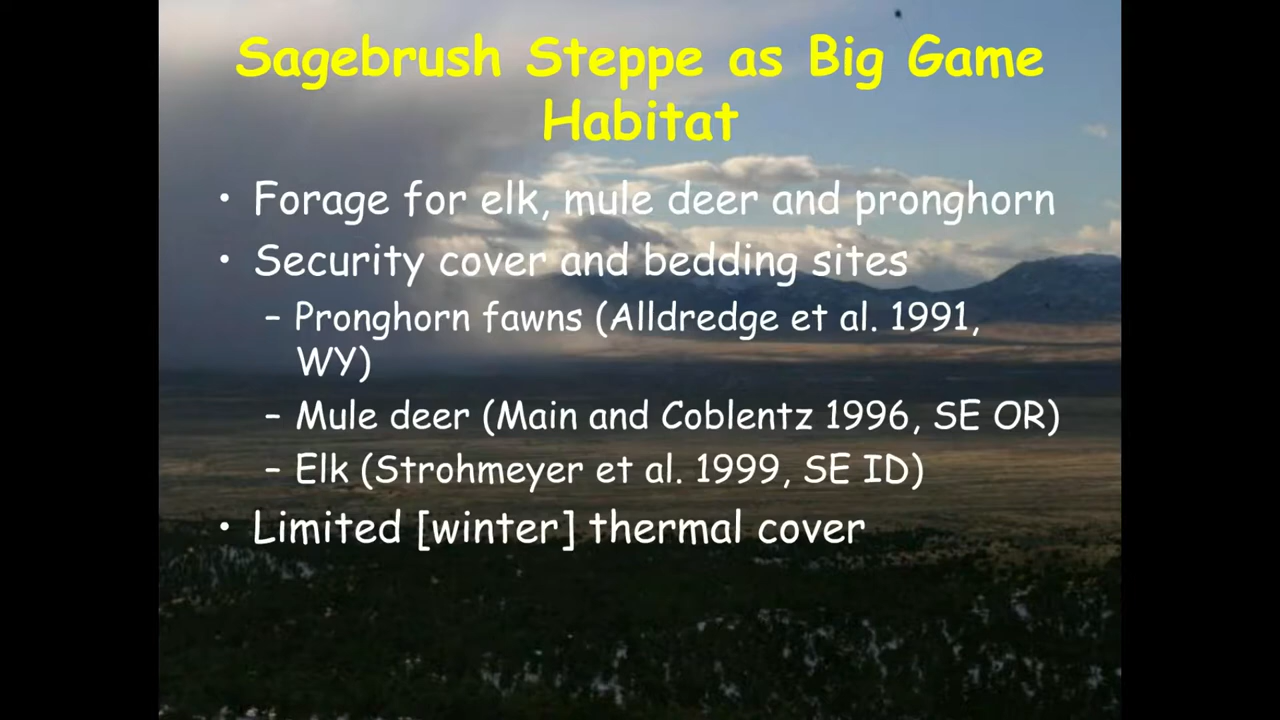 Sagebrush Steppe as Big Game
Habitat
• Forage for elk, mule deer and pronghorn
• Security cover and bedding sites
– Pronghorn fawns (Alldredge et al. 1991,
WY)
– Mule deer (Main and Coblentz 1996, SE OR)
– Elk (Strohmeyer et al. 1999, SE ID)
• Limited [winter] thermal cover